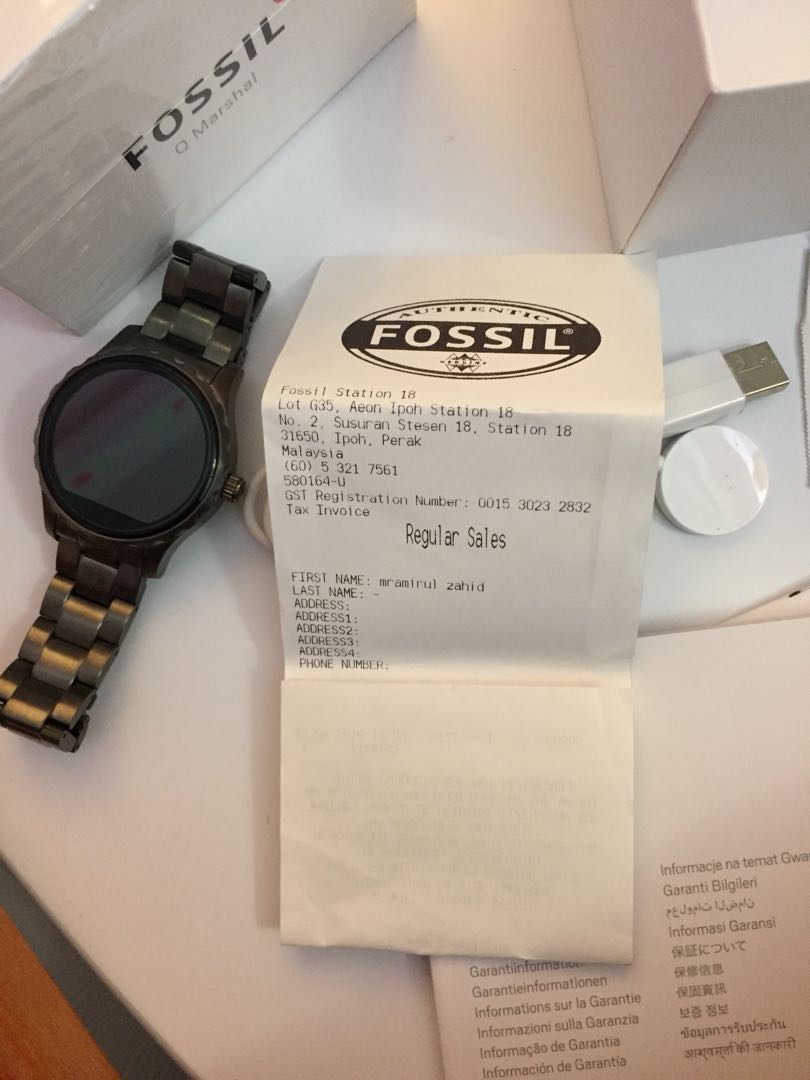 FOSSIL
Q Marshal
AUTHENTIC
FOSSIL®
GENUINE
Fossil Station 18
Lot G35, Aeon Ipoh Station 18
No. 2, Susuran Stesen 18, Station 18
31650, Ipoh, Perak
Malaysia
(60) 5 321 7561
580164-U
GST Registration Number: 0015 3023 2832
Tax Invoice
Regular Sales
FIRST NAME: mramirul zahid
LAST NAME: -
ADDRESS:
ADDRESS1:
ADDRESS2:
ADDRESS3:
ADDRESS4:
PHONE NUMBER:
Informacje na temat
Garanti Bilgileri
معلومات الضمان
Informasi Garansi
保証について
保修信息
保固資訊
보증 정보
ข้อมูลการรับประกัน
आश्वस्ती की जानकारी
Garantiinformation
Garantieinformationen
Informations sur la Garantie
Informazioni sulla Garanzia
Informação de Garantia
Información de Garantía